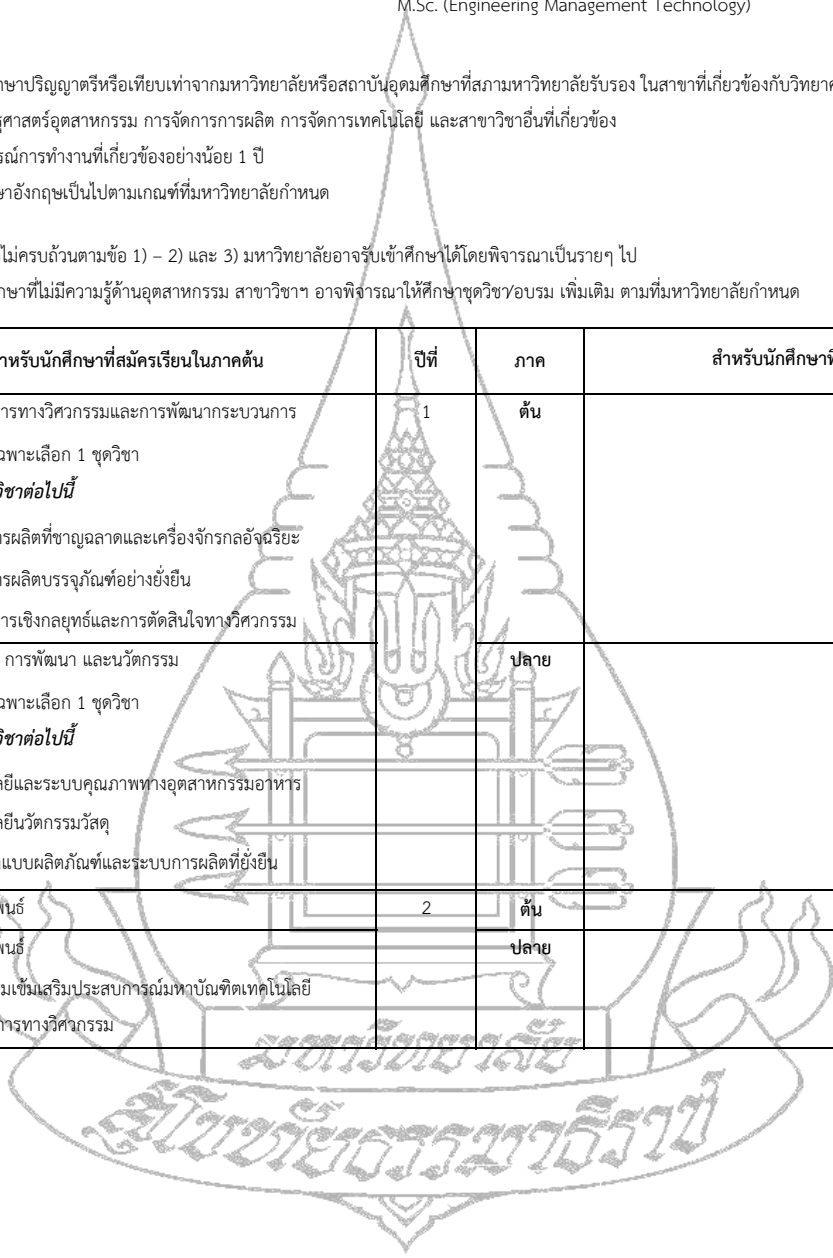 M.Sc. (Engineering Management Technology)
ษาปริญญาตรีหรือเทียบเท่าจากมหาวิทยาลัยหรือสถาบันอุดมศึกษาที่สภามหาวิทยาลัยรับรอง ในสาขาที่เกี่ยวข้องกับวิทยา
ศาสตร์อุตสาหกรรม การจัดการการผลิต การจัดการเทคโนโลยี และสาขาวิชาอื่นที่เกี่ยวข้อง
รณ์การทำงานที่เกี่ยวข้องอย่างน้อย 1 ปี
ษาอังกฤษเป็นไปตามเกณฑ์ที่มหาวิทยาลัยกำหนด
ไม่ครบถ้วนตามข้อ 1) – 2) และ 3) มหาวิทยาลัยอาจรับเข้าศึกษาได้โดยพิจารณาเป็นรายๆ ไป
กษาที่ไม่มีความรู้ด้านอุตสาหกรรม สาขาวิชาฯ อาจพิจารณาให้ศึกษาชุดวิชา/อบรม เพิ่มเติม ตามที่มหาวิทยาลัยกำหนด
าหรับนักศึกษาที่สมัครเรียนในภาคต้น ปีที่ ภาค สำหรับนักศึกษาที
การทางวิศวกรรมและการพัฒนากระบวนการ 1 ต้น
ฉพาะเลือก 1 ชุดวิชา
วิชาต่อไปนี้
ารผลิตที่ชาญฉลาดและเครื่องจักรกลอัจฉริยะ
ารผลิตบรรจุภัณฑ์อย่างยั่งยืน
การเชิงกลยุทธ์และการตัดสินใจทางวิศวกรรม
การพัฒนา และนวัตกรรม ปลาย
ฉพาะเลือก 1 ชุดวิชา
วิชาต่อไปนี้
ลยีและระบบคุณภาพทางอุตสาหกรรมอาหาร
ลยีนวัตกรรมวัสดุ
แบบผลิตภัณฑ์และระบบการผลิตที่ยั่งยืน
พนธ์ 2 ต้น
พนธ์ ปลาย
มเข้มเสริมประสบการณ์มหาบัณฑิตเทคโนโลยี
การทางวิศวกรรม
มหาวิทยาลัย
สุโขทัยธรรมาธิราช